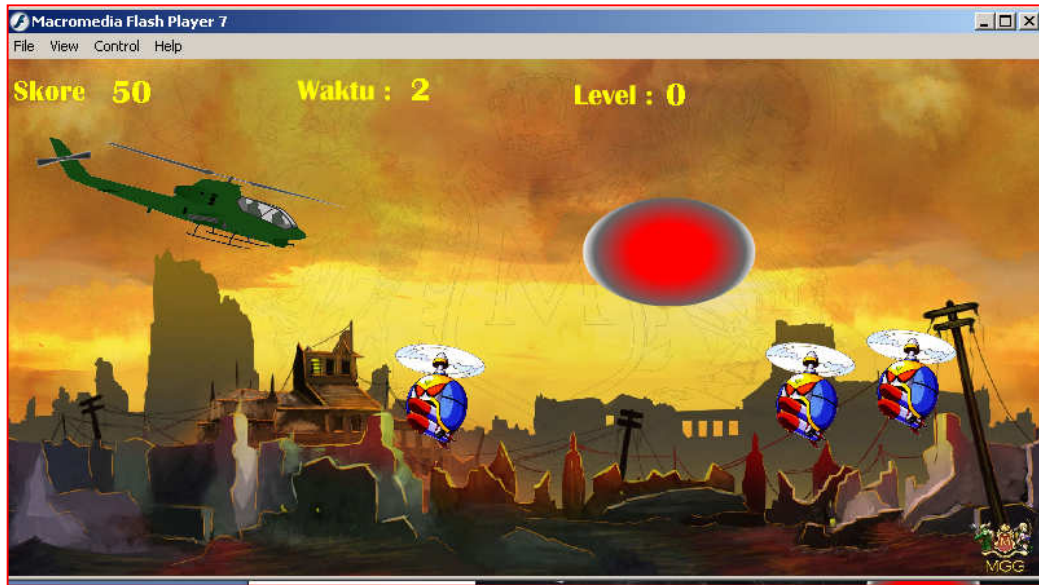 Macromedia Flash Player 7
File View Control Help
Skore 50 Waktu : 2 Level : 0
MGG